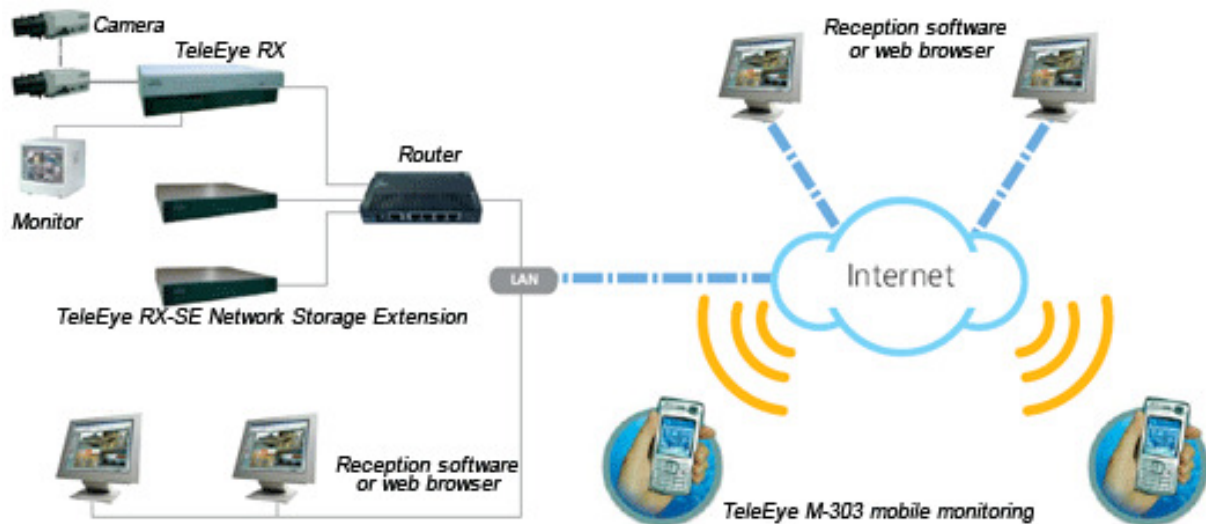 Camera
TeleEye RX
Reception software
or web browser
Router
Monitor
LAN
Internet
TeleEye RX-SE Network Storage Extension
Reception software
or web browser
TeleEye M-303 mobile monitoring